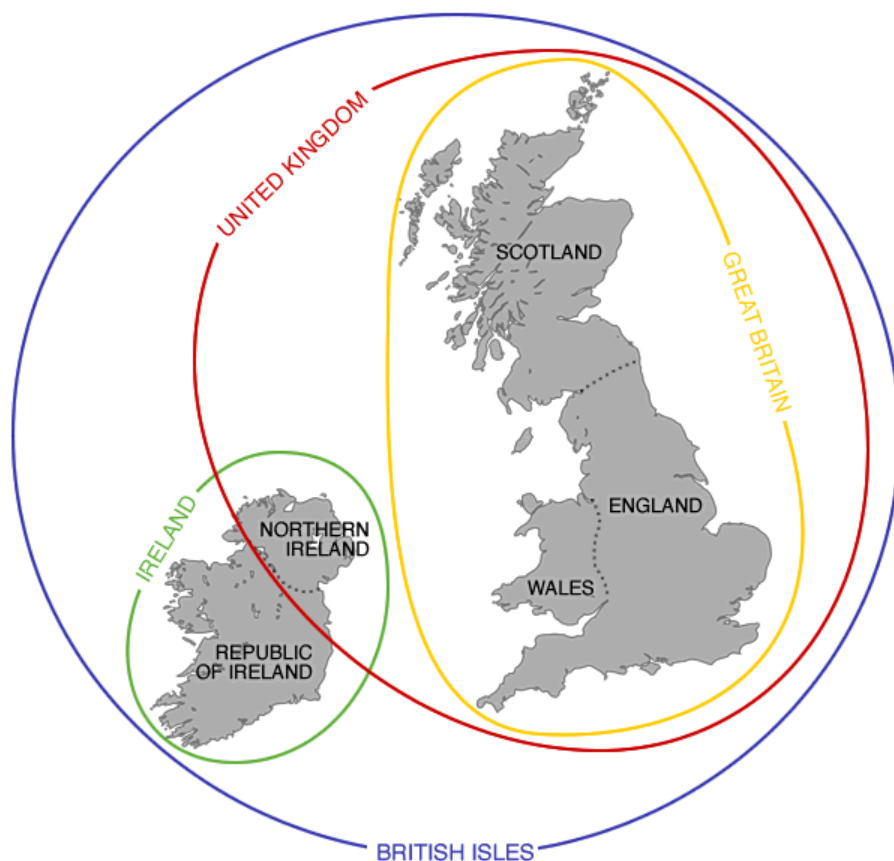 UNITED KINGDOM
SCOTLAND
GREAT BRITAIN
IRELAND
ENGLAND
NORTHERN
IRELAND
WALES
REPUBLIC
OF IRELAND
BRITISH ISLES